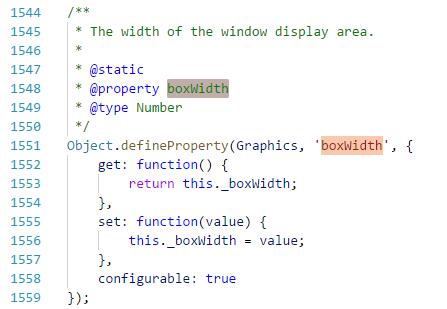 1544 /**
1545  * The width of the window display area.
1546  *
1547  * @static
1548  * @property boxWidth
1549  * @type Number
1550  */
1551 Object.defineProperty(Graphics, 'boxWidth', {
1552     get: function() {
1553         return this._boxWidth;
1554     },
1555     set: function(value) {
1556         this._boxWidth = value;
1557     },
1558     configurable: true
1559 });